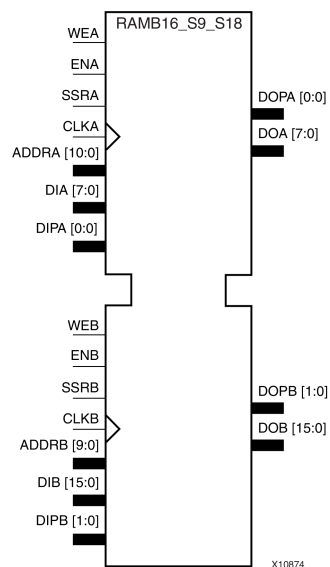 RAMB16_S9_S18
WEA
ENA
SSRA
CLKA
ADDRA [10:0]
DIA [7:0]
DIPA [0:0]
DOPA [0:0]
DOA [7:0]
WEB
ENB
SSRB
CLKB
ADDRB [9:0]
DIB [15:0]
DIPB [1:0]
DOPB [1:0]
DOB [15:0]
X10874